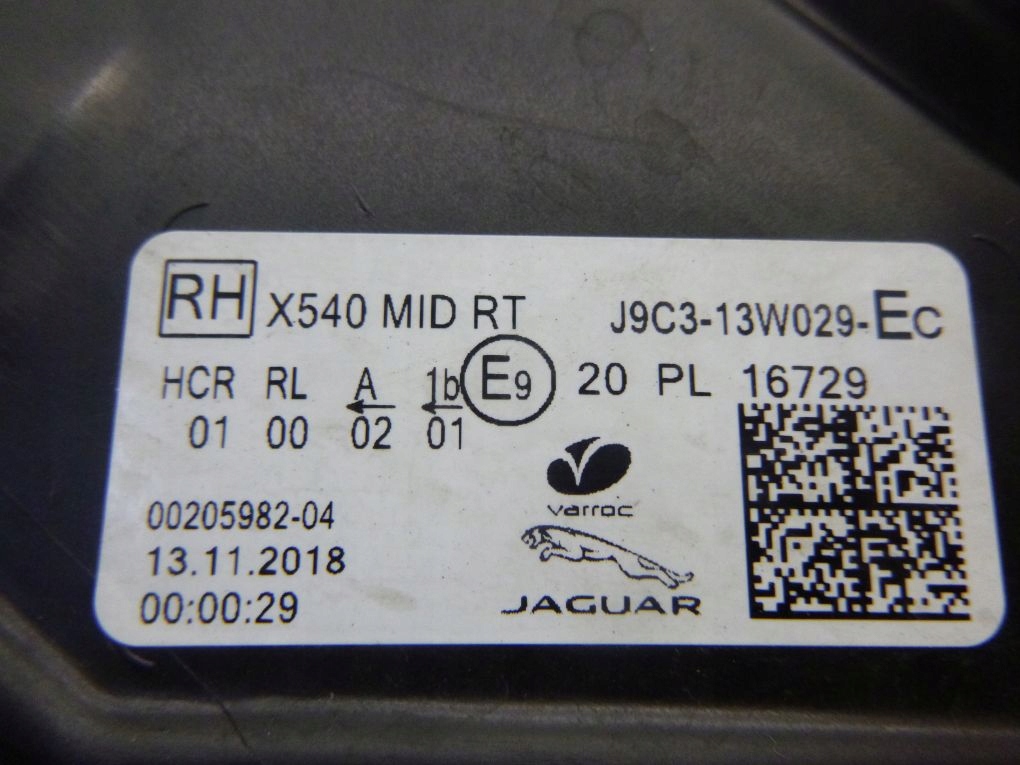 RH X540 MID RT J9C3-13W029-EC
HCR RL A 1b E9 20 PL 16729
01 00 02 01
varroc
00205982-04
13.11.2018
JAGUAR
00:00:29